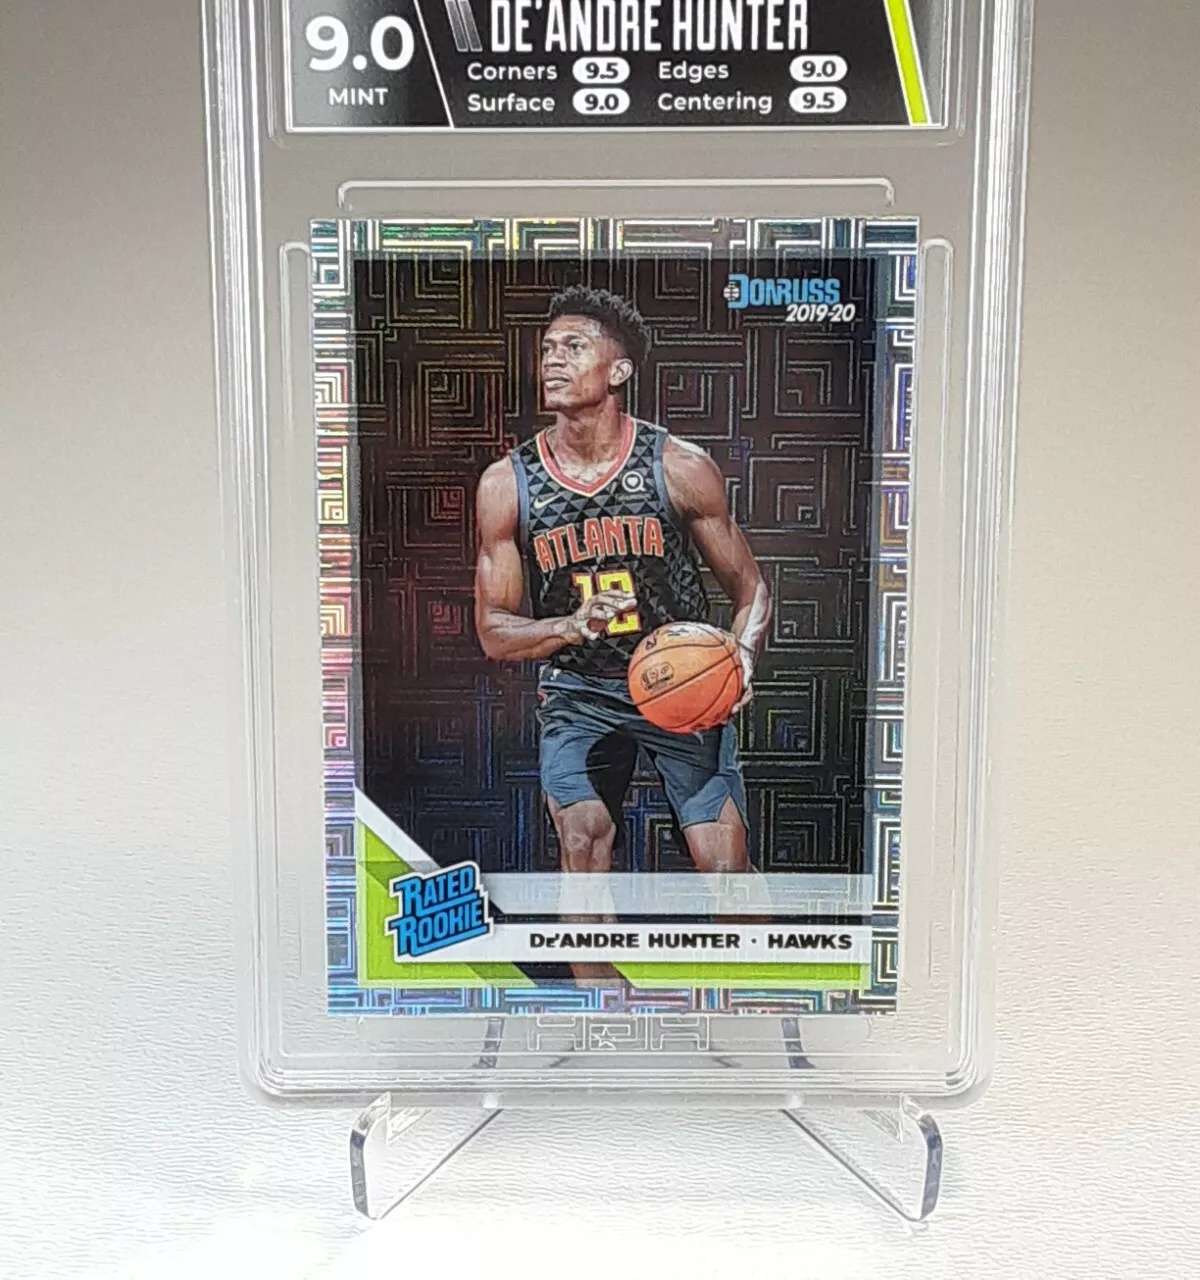 9.0
MINT
DE'ANDRE HUNTER
Corners 9.5 Edges 9.0
Surface 9.0 Centering 9.5
DONRUSS
2019-20
ATLANTA
12
RATED
ROOKIE
De'ANDRE HUNTER · HAWKS